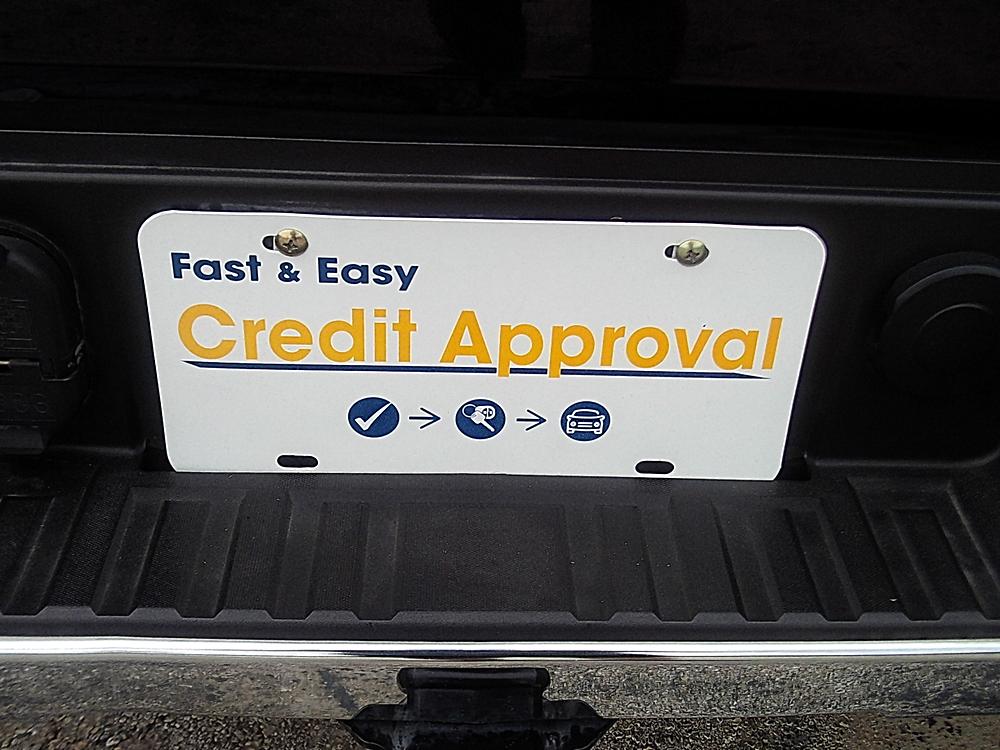 Fast & Easy
Credit Approval